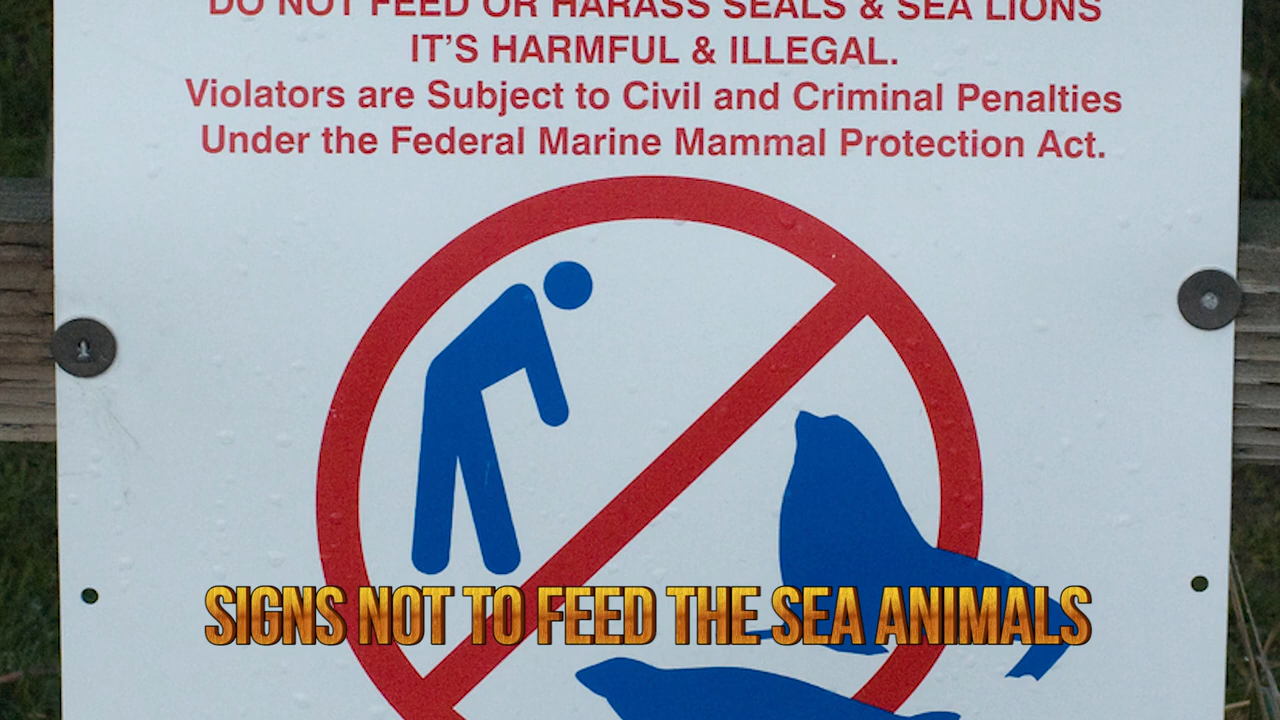 DO NOT FEED OR HARASS SEALS & SEA LIONS
IT'S HARMFUL & ILLEGAL.
Violators are Subject to Civil and Criminal Penalties
Under the Federal Marine Mammal Protection Act.
SIGNS NOT TO FEED THE SEA ANIMALS